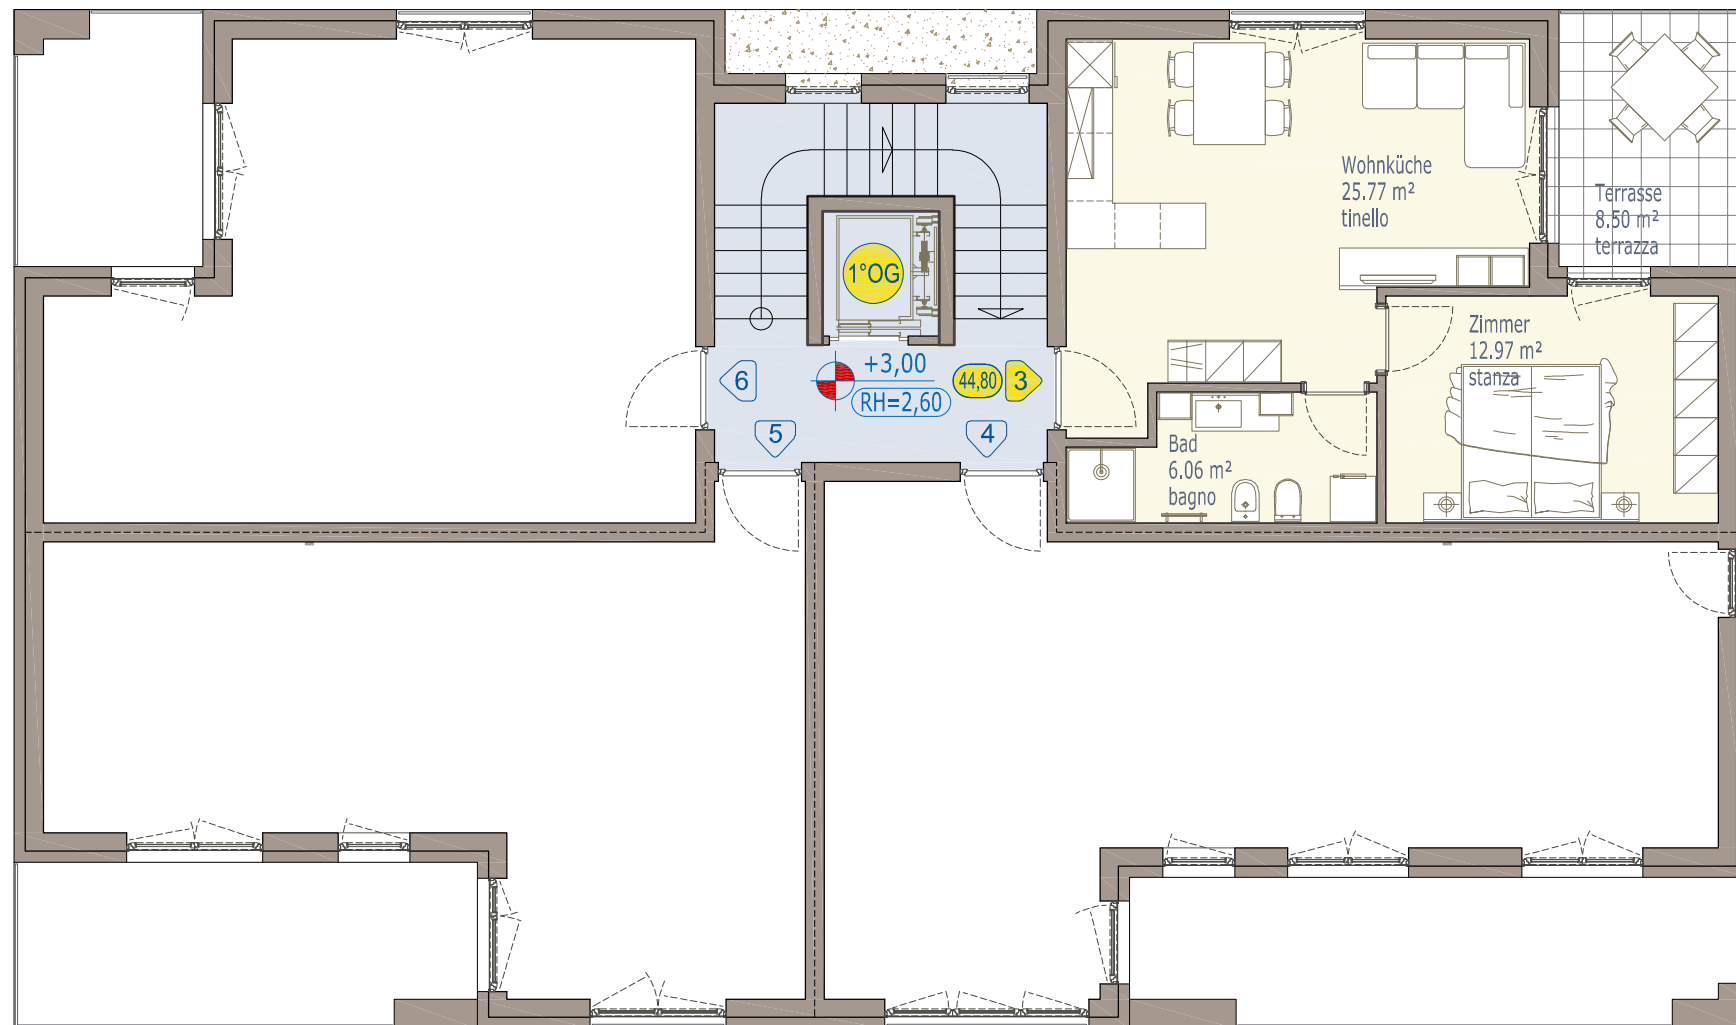 Wohnküche
25.77 m²
tinello
Terrasse
8.50 m²
terrazza
1°OG
Zimmer
12.97 m²
stanza
+3,00
RH=2,60
44,80
3
6
5
4
Bad
6.06 m²
bagno